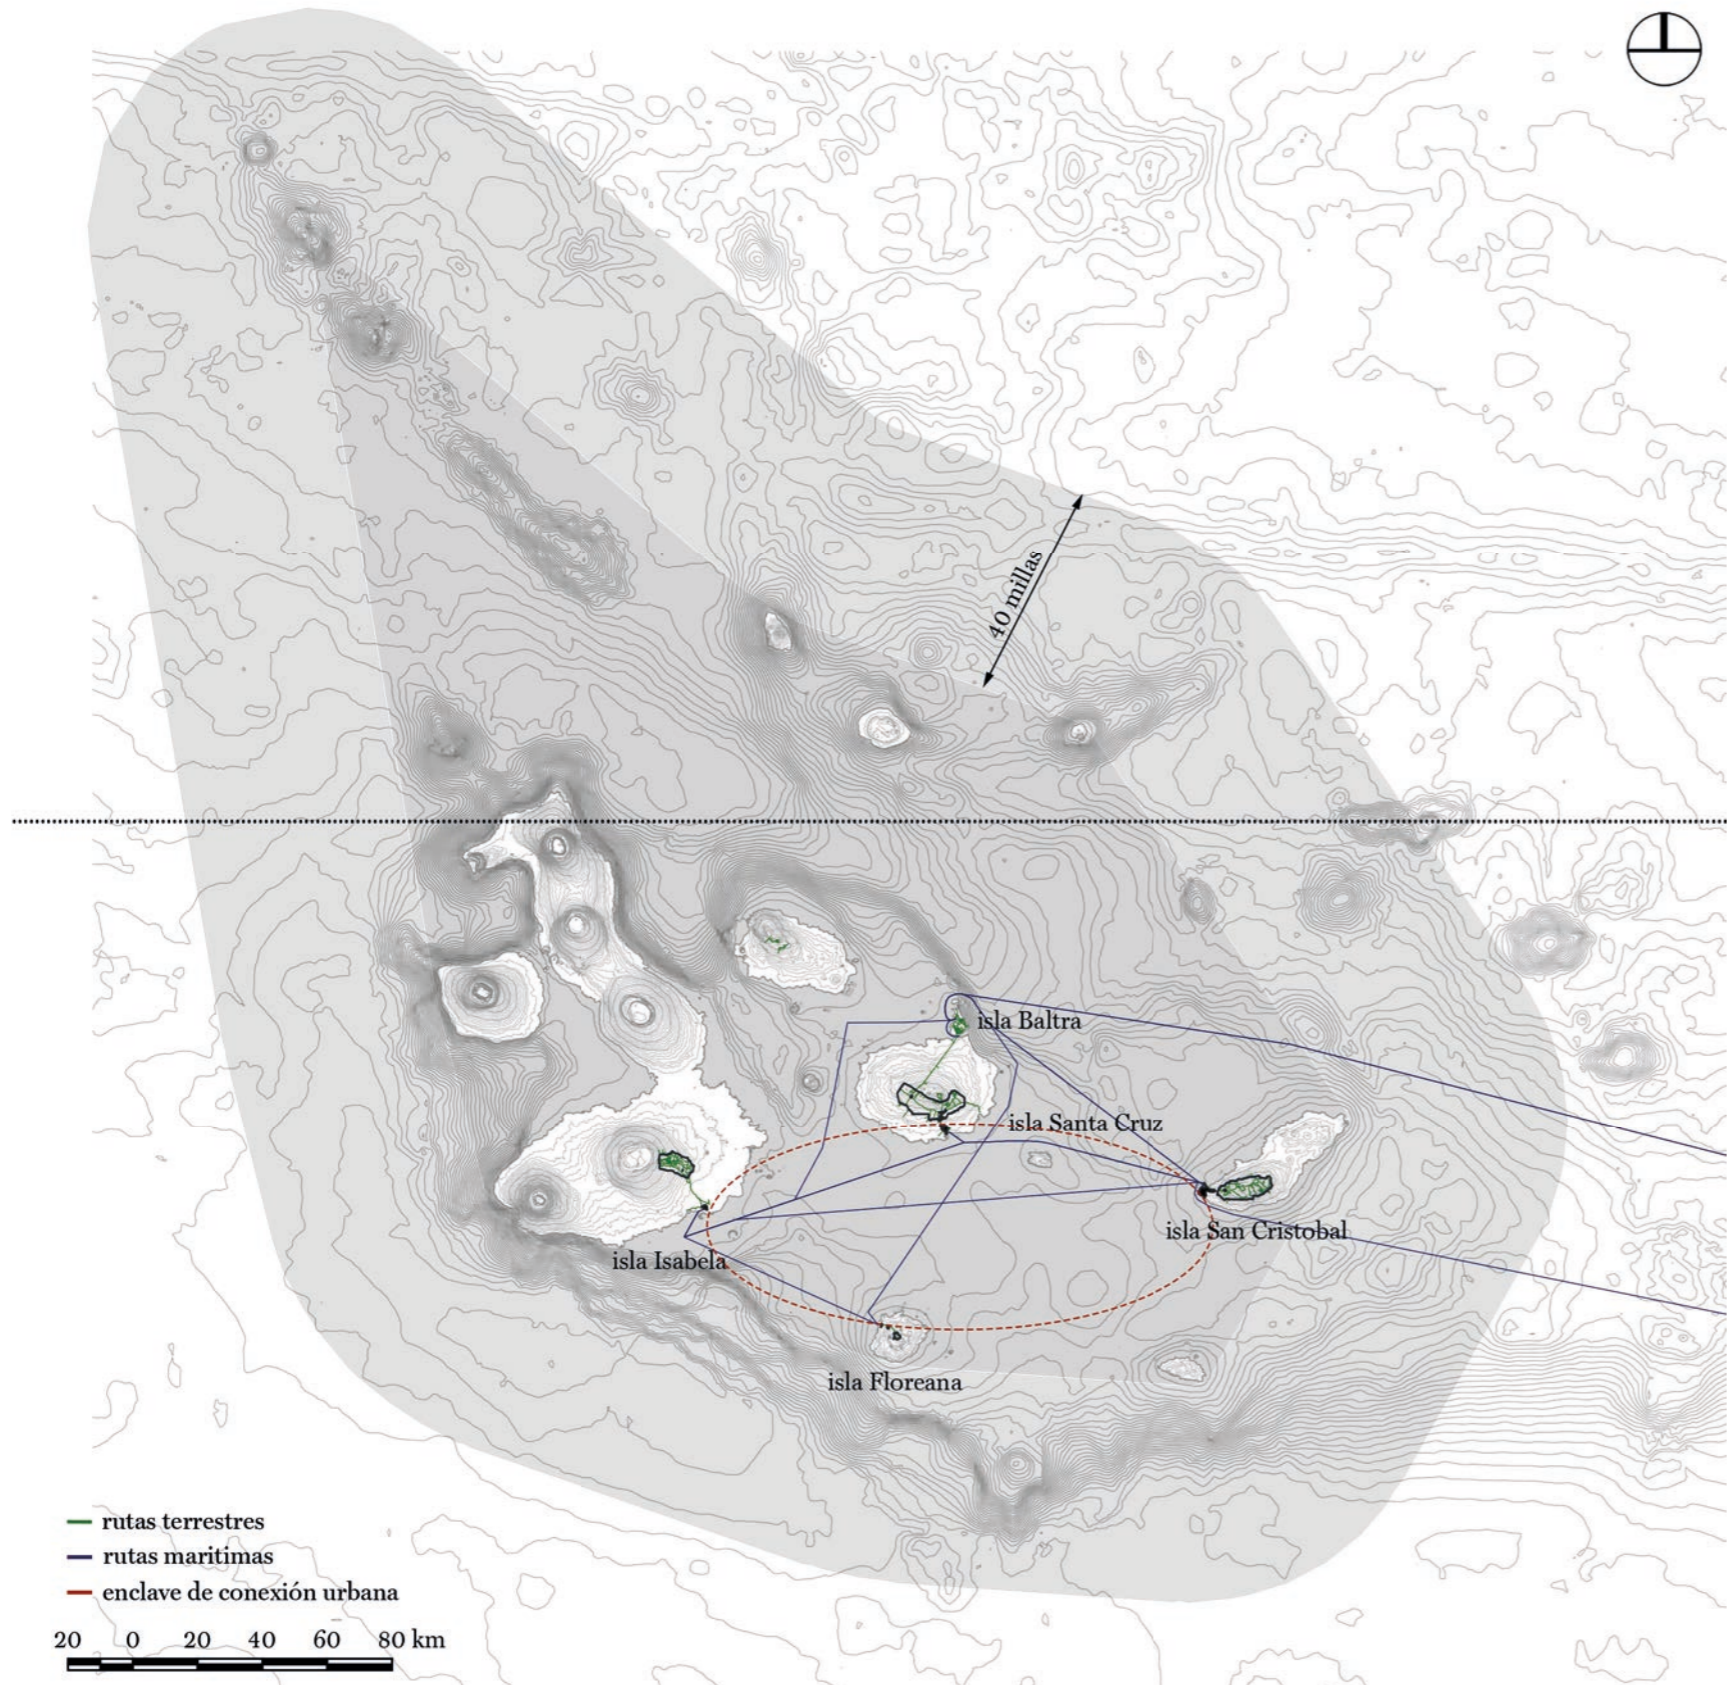 40 millas
isla Baltra
isla Santa Cruz
isla San Cristobal
isla Isabela
isla Floreana
rutas terrestres
rutas maritimas
enclave de conexión urbana
20 0 20 40 60 80 km